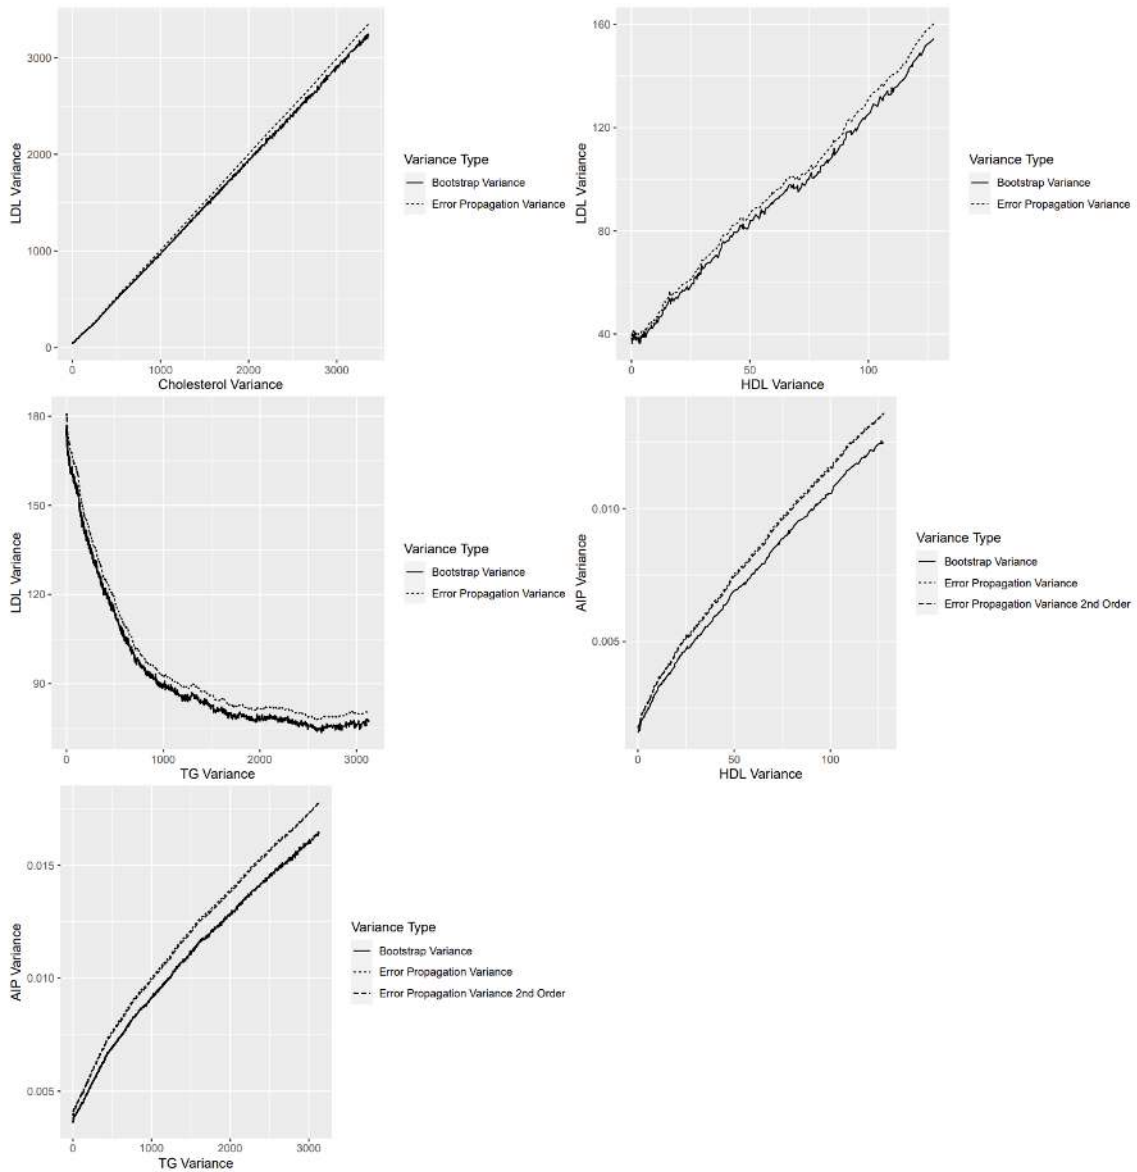 3000
2000
1000
0
LDL Variance
0 1000 2000 3000
Cholesterol Variance
Variance Type
Bootstrap Variance
Error Propagation Variance
160
120
80
40
LDL Variance
0 50 100
HDL Variance
Variance Type
Bootstrap Variance
Error Propagation Variance
180
150
120
90
LDL Variance
0 1000 2000 3000
TG Variance
Variance Type
Bootstrap Variance
Error Propagation Variance
0.010
0.005
AIP Variance
0 50 100
HDL Variance
Variance Type
Bootstrap Variance
Error Propagation Variance
Error Propagation Variance 2nd Order
0.015
0.010
0.005
AIP Variance
0 1000 2000 3000
TG Variance
Variance Type
Bootstrap Variance
Error Propagation Variance
Error Propagation Variance 2nd Order